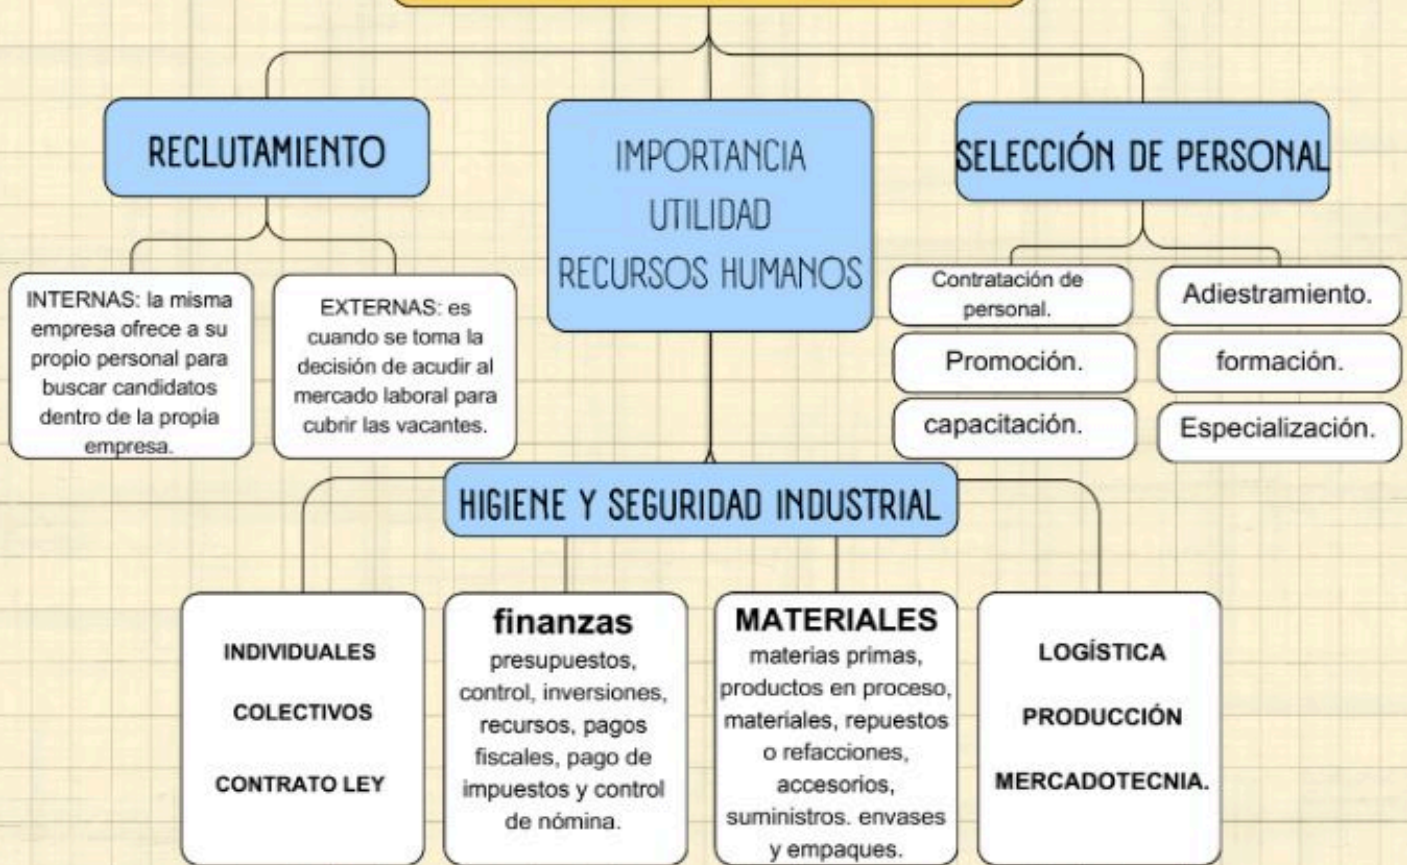 RECLUTAMIENTO
IMPORTANCIA
UTILIDAD
RECURSOS HUMANOS
SELECCIÓN DE PERSONAL
INTERNAS: la misma
empresa ofrece a su
propio personal para
buscar candidatos
dentro de la propia
empresa.
EXTERNAS: es
cuando se toma la
decisión de acudir al
mercado laboral para
cubrir las vacantes.
Contratación de
personal.
Promoción.
capacitación.
Adiestramiento.
formación.
Especialización.
HIGIENE Y SEGURIDAD INDUSTRIAL
INDIVIDUALES
COLECTIVOS
CONTRATO LEY
finanzas
presupuestos,
control, inversiones,
recursos, pagos
fiscales, pago de
impuestos y control
de nómina.
MATERIALES
materias primas,
productos en proceso,
materiales, repuestos
o refacciones,
accesorios,
suministros. envases
y empaques.
LOGÍSTICA
PRODUCCIÓN
MERCADOTECNIA.